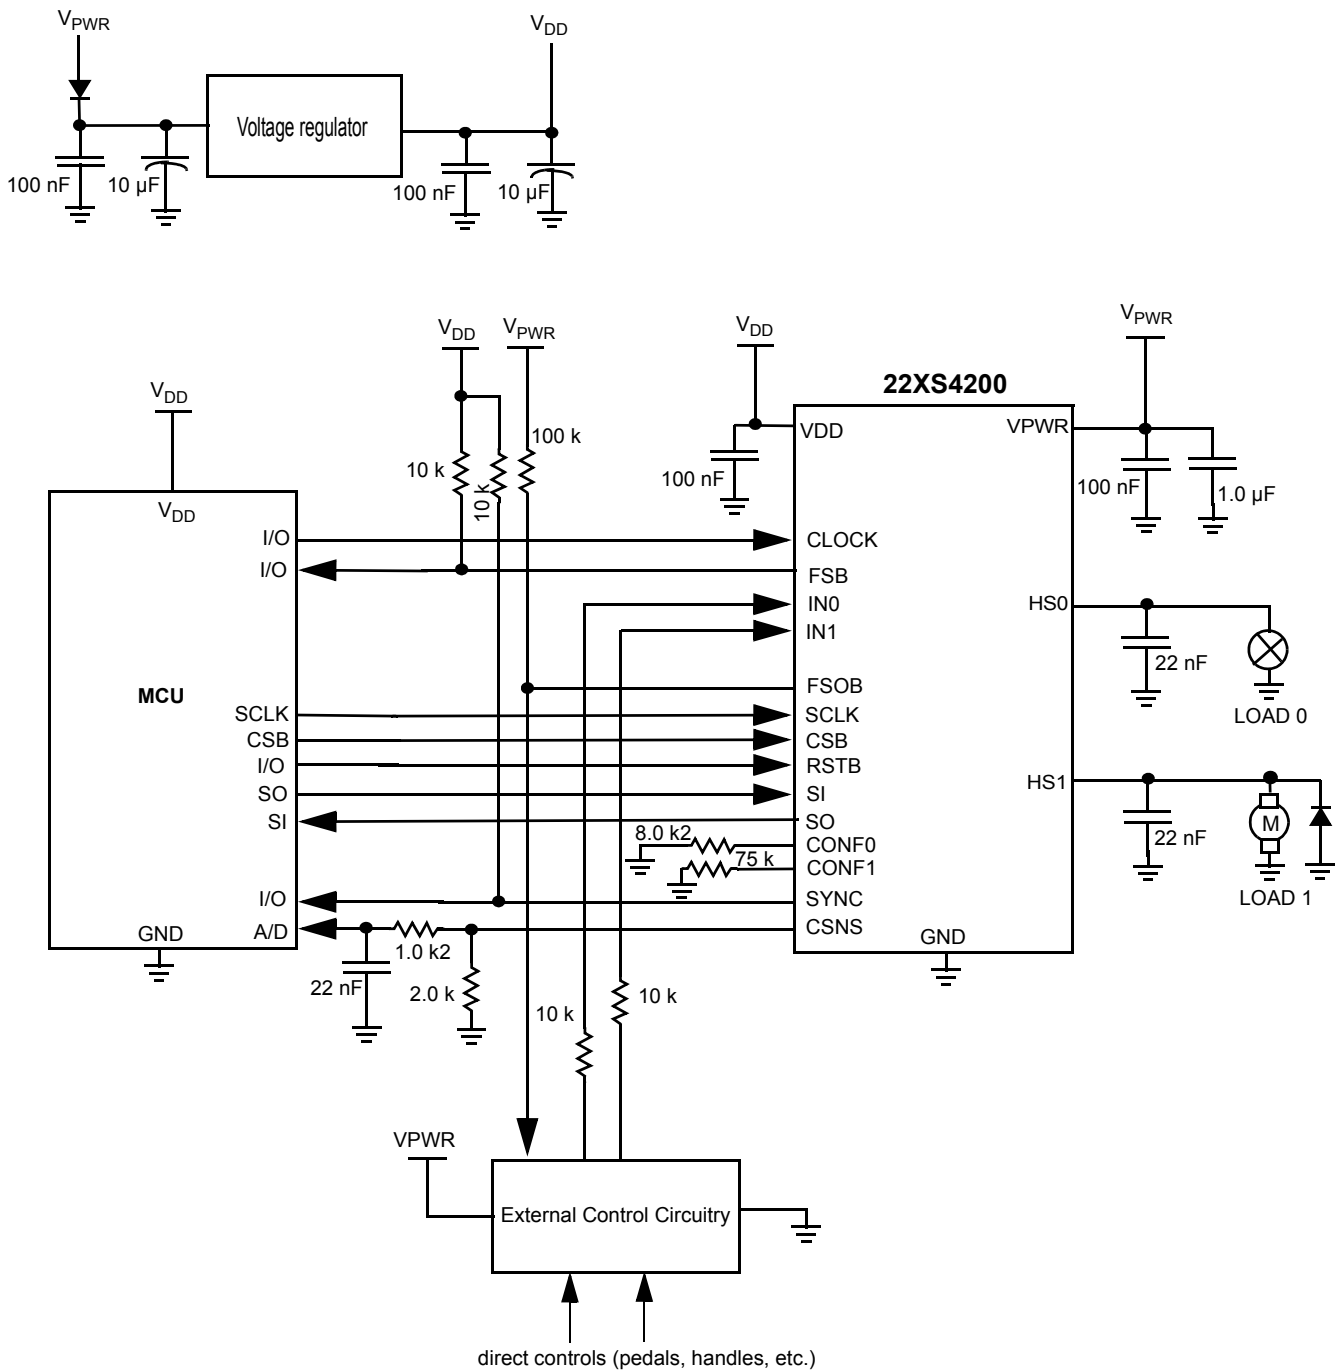 VPWR
VDD
Voltage regulator
100 nF
10 µF
100 nF
10 µF
VDD
VPWR
VDD
VPWR
22XS4200
VDD
VDD
VPWR
100 k
10 k
10 k
100 nF
100 nF
1.0 µF
VDD
I/O
CLOCK
I/O
FSB
IN0
HS0
IN1
22 nF
MCU
FSOB
LOAD 0
SCLK
SCLK
CSB
CSB
I/O
RSTB
HS1
SO
SI
SI
SO
22 nF
M
8.0 k2
CONF0
75 k
CONF1
LOAD 1
I/O
SYNC
GND
A/D
CSNS
GND
1.0 k2
22 nF
2.0 k
10 k
10 k
VPWR
External Control Circuitry
direct controls (pedals, handles, etc.)